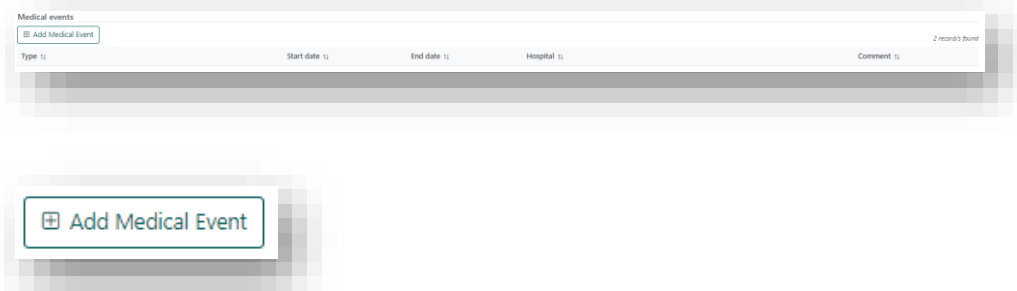 Medical events
Add Medical Event
2 record/s found
Type Start date End date Hospital Comment
Add Medical Event